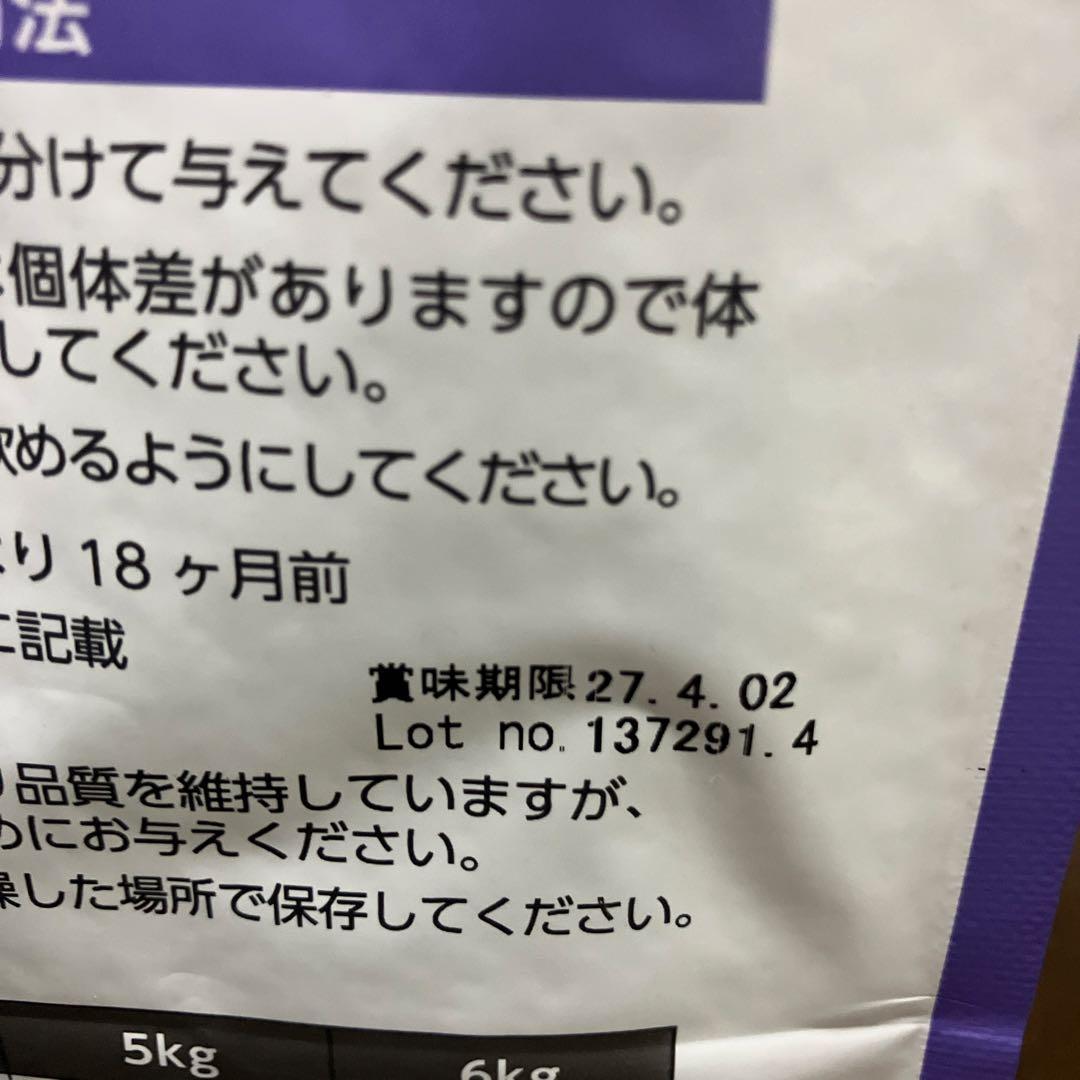 法
分けて与えてください。
個体差がありますので体
してください。
飲めるようにしてください。
より 18 ヶ月前
に記載
賞味期限 27. 4. 02
Lot no. 137291. 4
り品質を維持していますが、
めにお与えください。
燥した場所で保存してください。
5kg
6kg